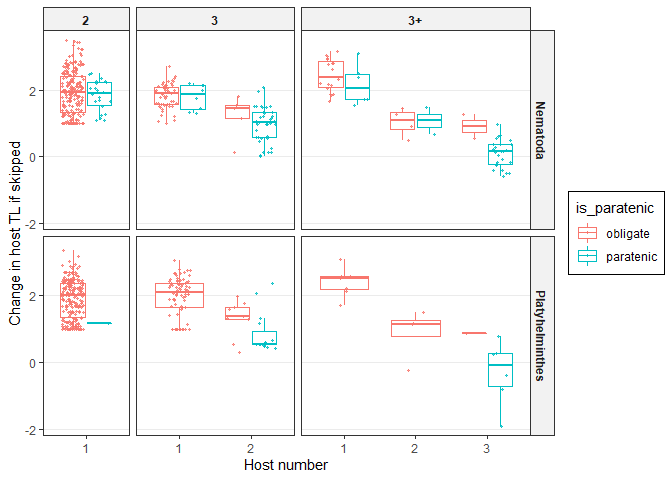 2 3 3+
Change in host TL if skipped
2
0
-2
Nematoda
2
0
-2
Platyhelminthes
1 1 2 1 2 3
Host number
is_paratenic
obligate
paratenic